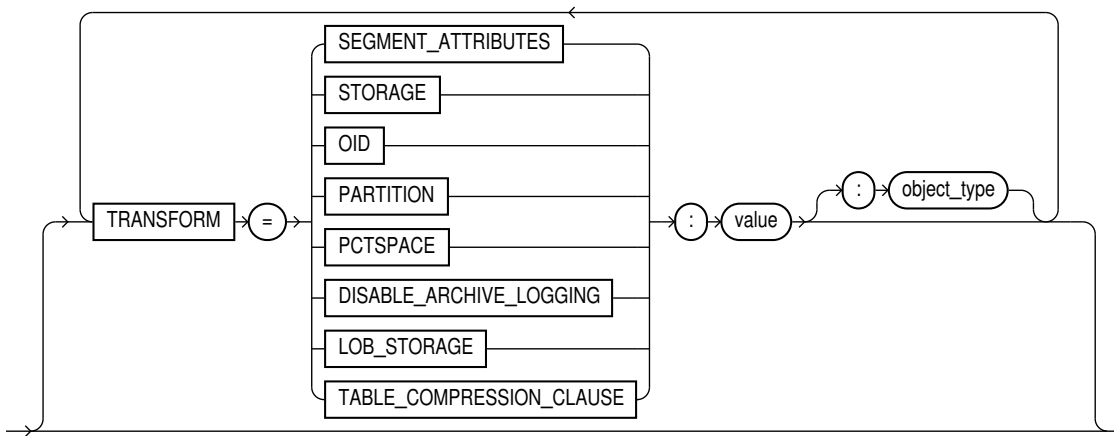 SEGMENT_ATTRIBUTES
STORAGE
OID
PARTITION
TRANSFORM = : value : object_type
PCTSPACE
DISABLE_ARCHIVE_LOGGING
LOB_STORAGE
TABLE_COMPRESSION_CLAUSE